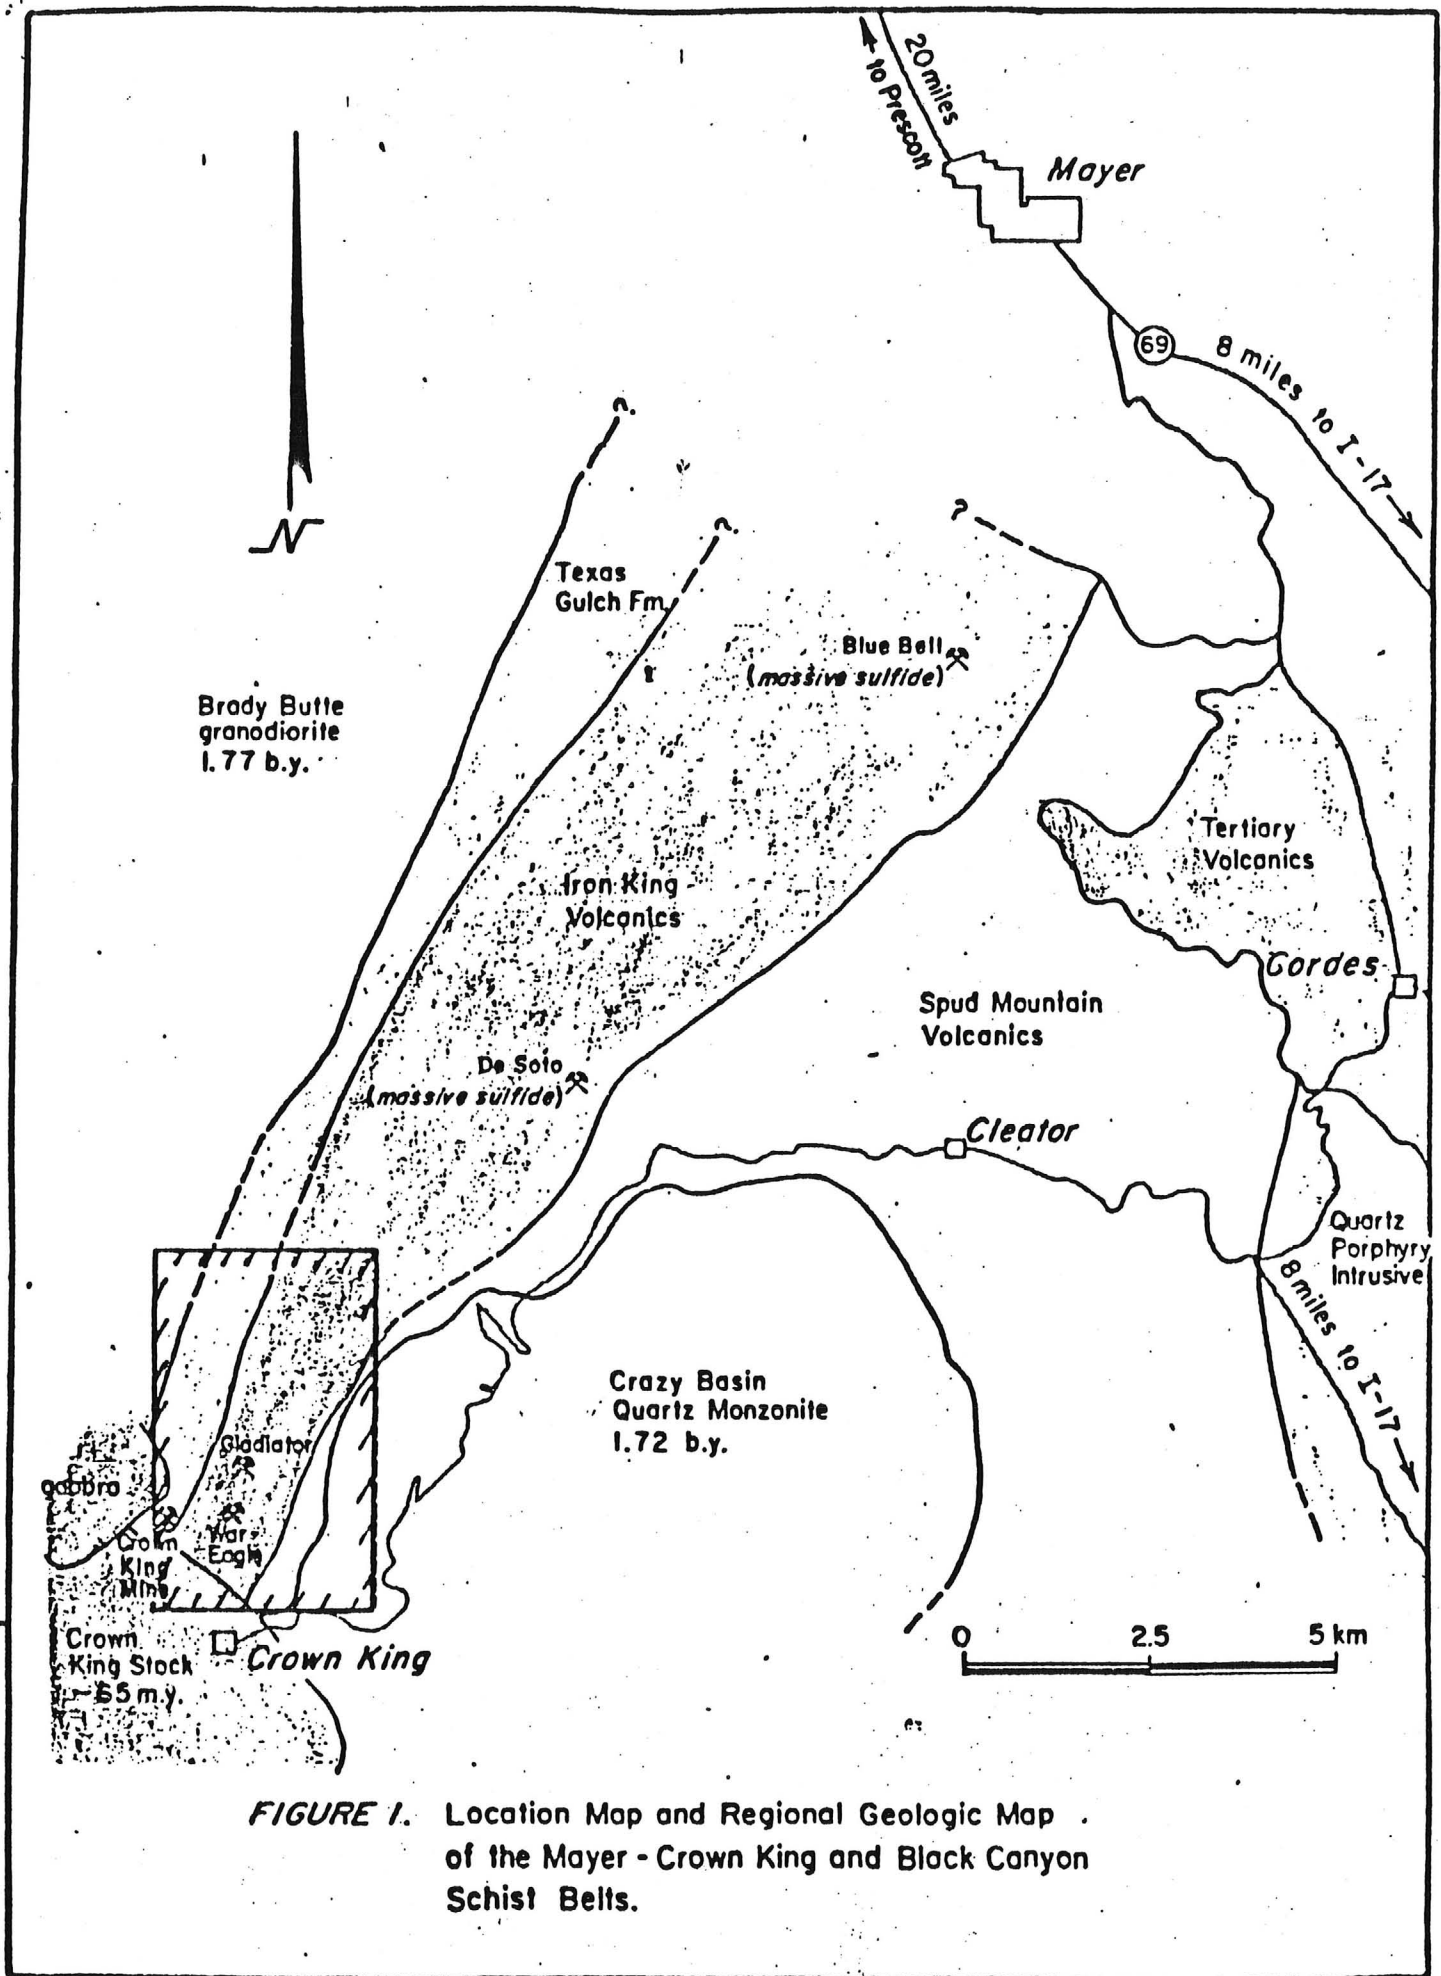 20 miles
to Prescott
Mayer
69
8 miles to I-17
?
?
?
N
Texas
Gulch Fm.
Blue Bell
(massive sulfide)
Brady Butte
granodiorite
1.77 b.y.
Tertiary
Volcanics
Iron King
Volcanics
Cordes
Spud Mountain
Volcanics
De Soto
(massive sulfide)
Cleator
Quartz
Porphyry
Intrusive
8 miles to I-17
Crazy Basin
Quartz Monzonite
1.72 b.y.
Gladiator
gabbro
War
Eagle
Crown
King
Mine
Crown
King Stock
65 m.y.
Crown King
0 2.5 5 km
FIGURE 1. Location Map and Regional Geologic Map
of the Mayer - Crown King and Black Canyon
Schist Belts.